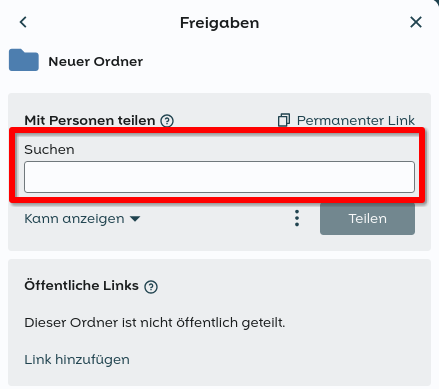 Freigaben
Neuer Ordner
Mit Personen teilen
Permanenter Link
Suchen
Kann anzeigen
Teilen
Öffentliche Links
Dieser Ordner ist nicht öffentlich geteilt.
Link hinzufügen